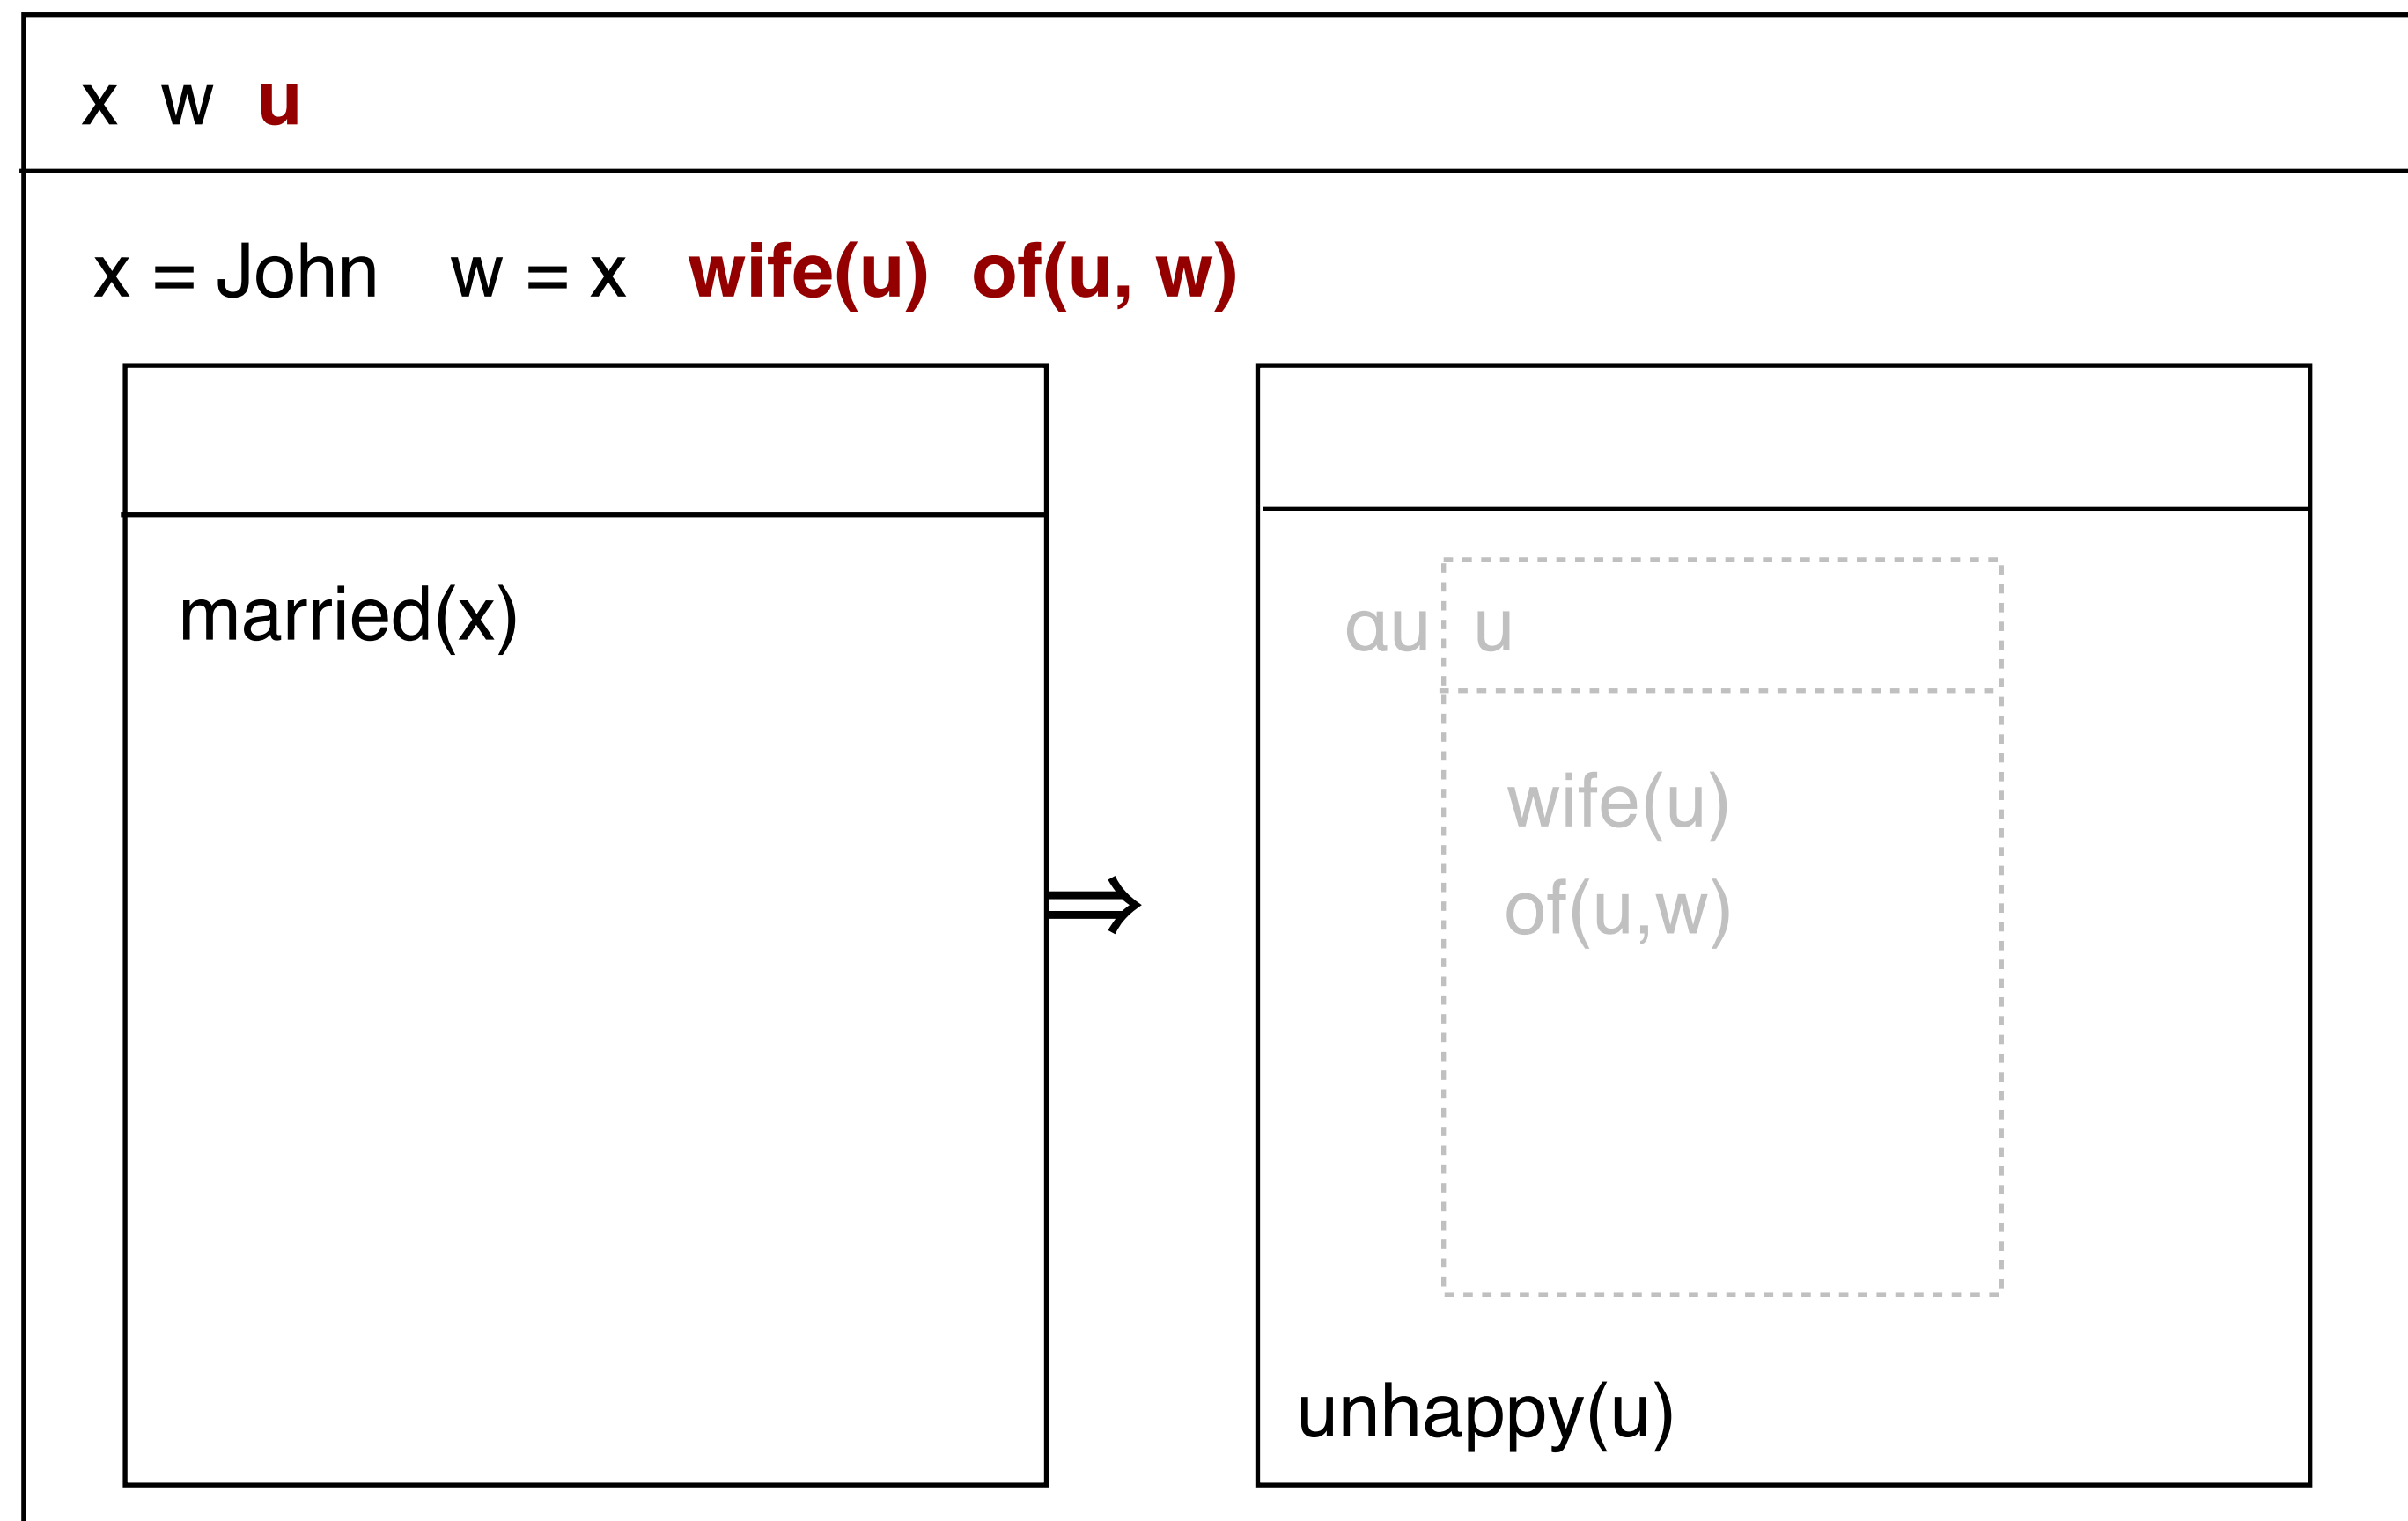 x w u
x = John w = x wife(u) of(u, w)
married(x)
⇒
αu u
wife(u)
of(u,w)
unhappy(u)